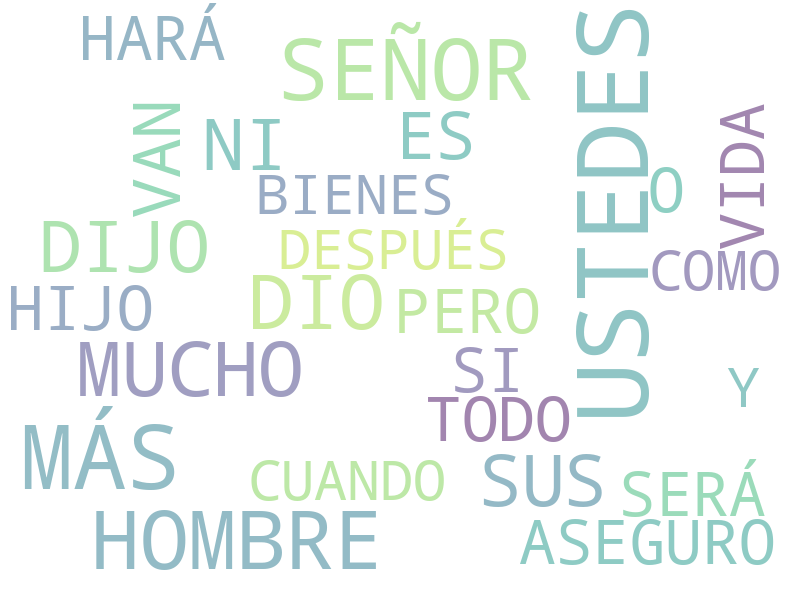 HARÁ
SEÑOR
USTEDES
VAN
NI
ES
VIDA
BIENES
O
DIJO
DESPUÉS
COMO
HIJO
DIO
PERO
MUCHO
SI
Y
TODO
MÁS
CUANDO
SUS
SERÁ
HOMBRE
ASEGURO